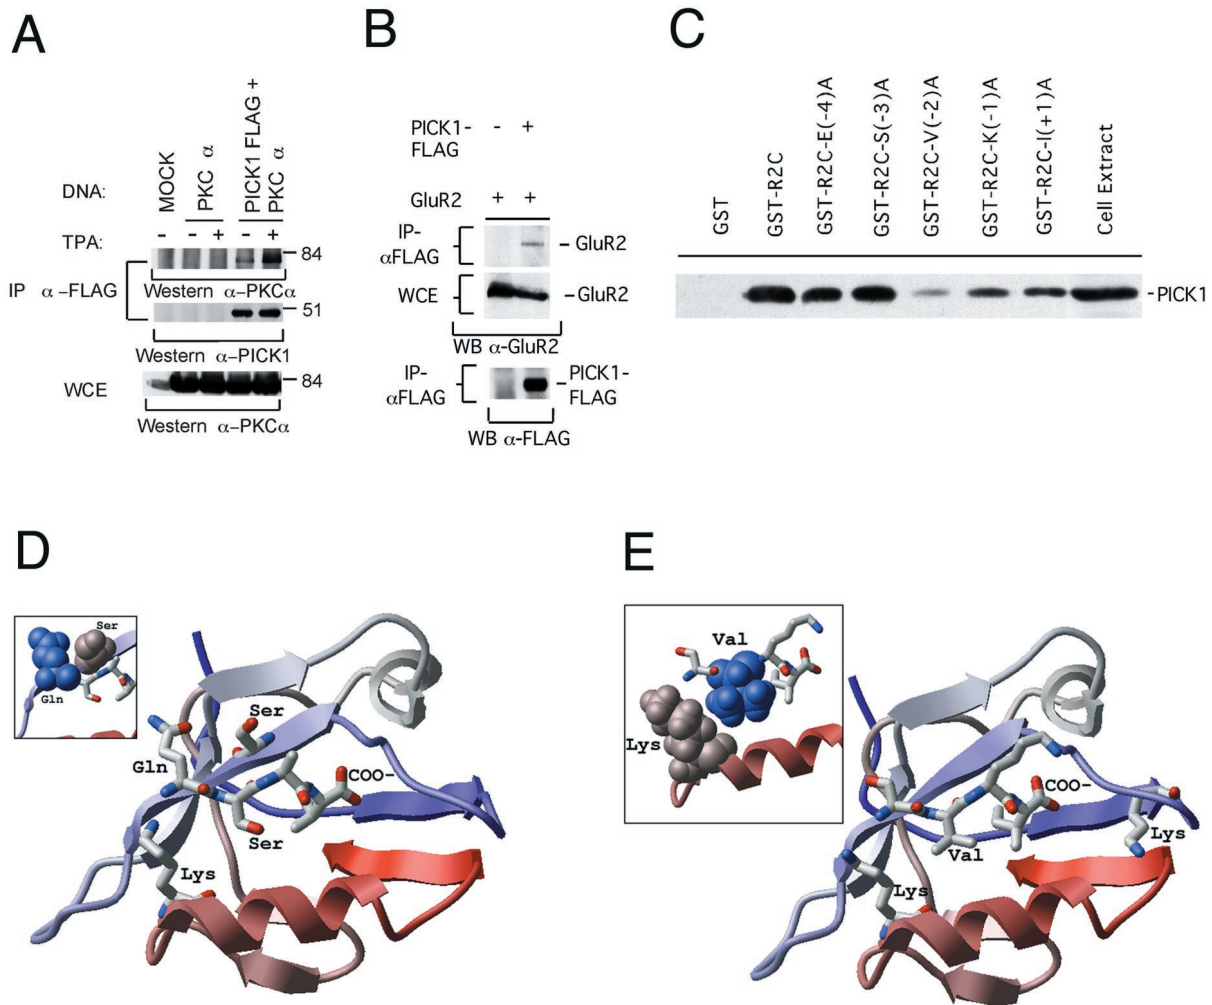 A
B
C
DNA:
MOCK
PKC α
PICK1 FLAG +
PKC α
TPA:
- - + - +
84
IP α-FLAG
Western α-PKCα
51
Western α-PICK1
WCE
84
Western α-PKCα
PICK1-
FLAG
- +
GluR2
+ +
IP-
αFLAG
- GluR2
WCE
-GluR2
WB α-GluR2
IP-
αFLAG
PICK1-
FLAG
WB α-FLAG
GST
GST-R2C
GST-R2C-E(-4)A
GST-R2C-S(-3)A
GST-R2C-V(-2)A
GST-R2C-K(-1)A
GST-R2C-I(+1)A
Cell Extract
-PICK1
D
E
Ser
Gln
Ser
Gln
COO-
Ser
Lys
Val
Lys
COO-
Lys
Val
Lys